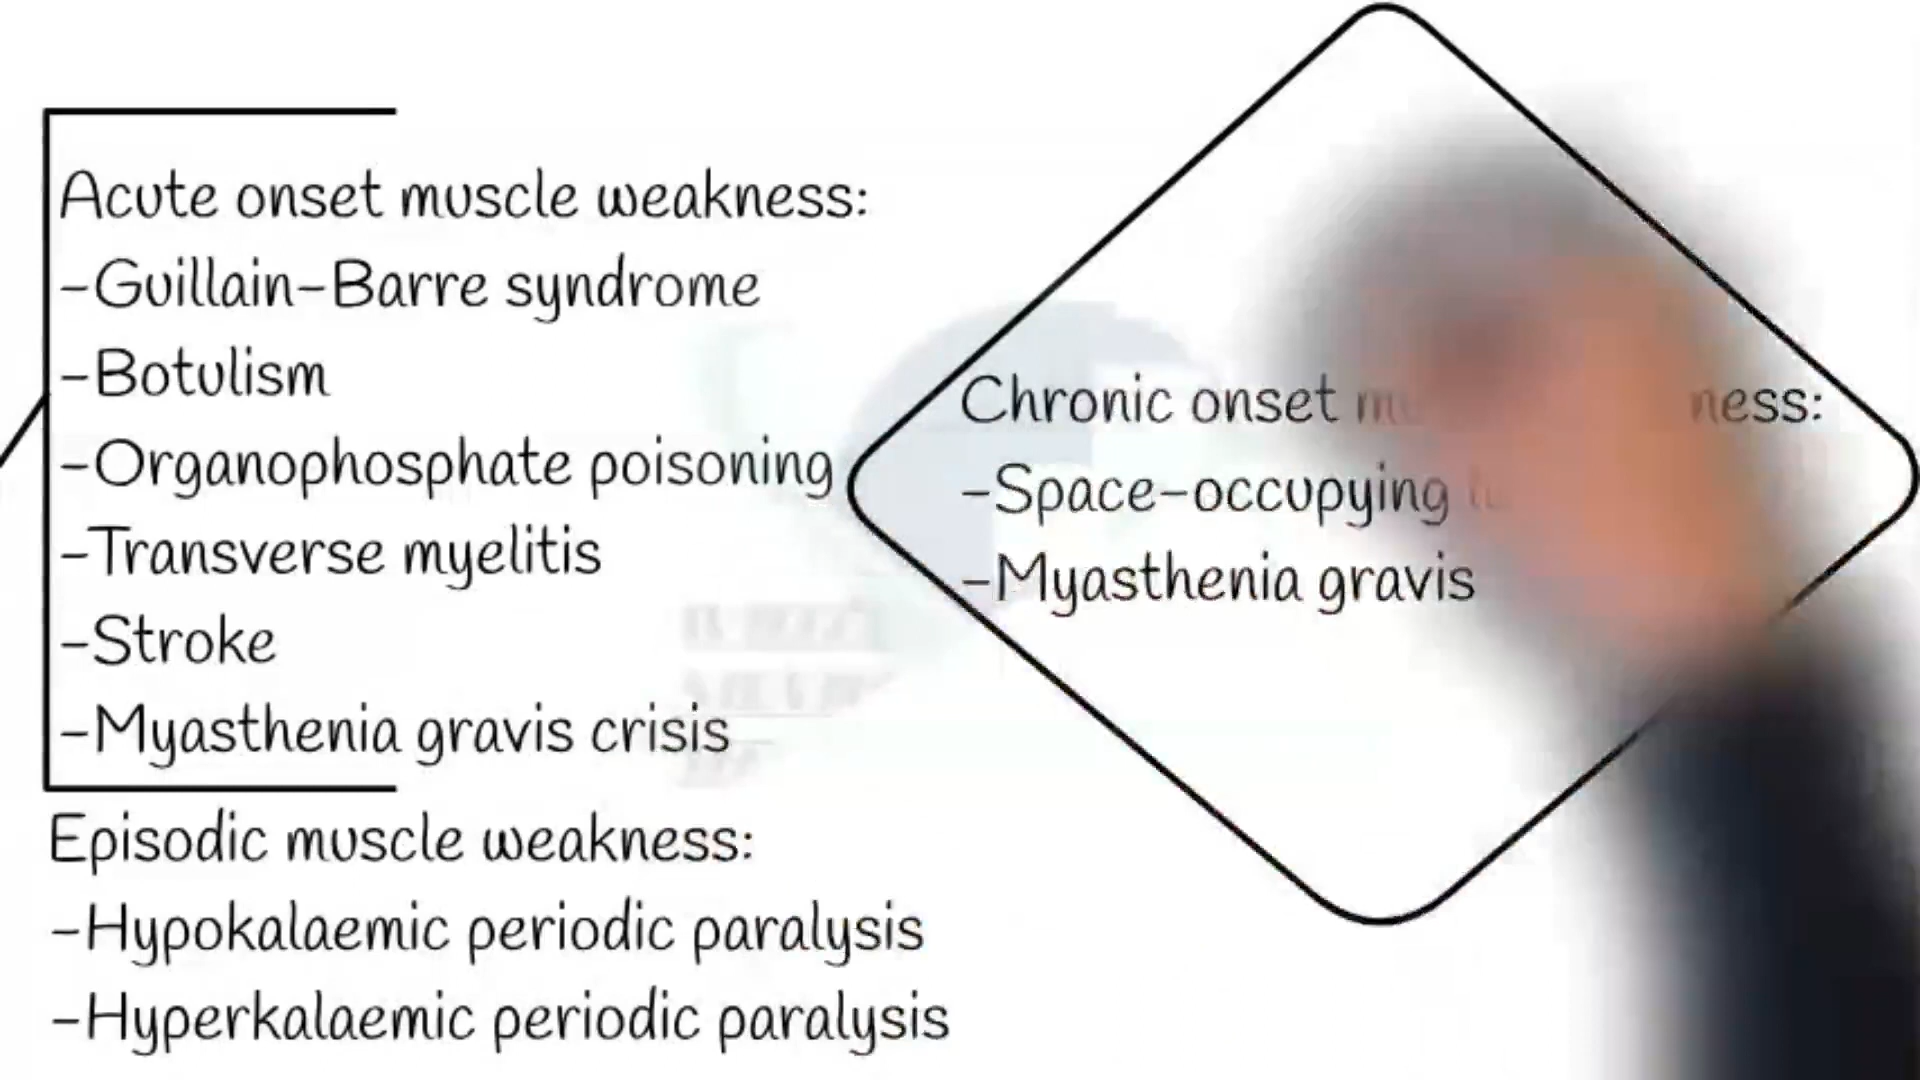 Acute onset muscle weakness:
-Guillain-Barre syndrome
-Botulism
-Organophosphate poisoning
-Transverse myelitis
-Stroke
-Myasthenia gravis crisis
Episodic muscle weakness:
-Hypokalaemic periodic paralysis
-Hyperkalaemic periodic paralysis
Chronic onset
-Space-occupying
-Myasthenia gravis